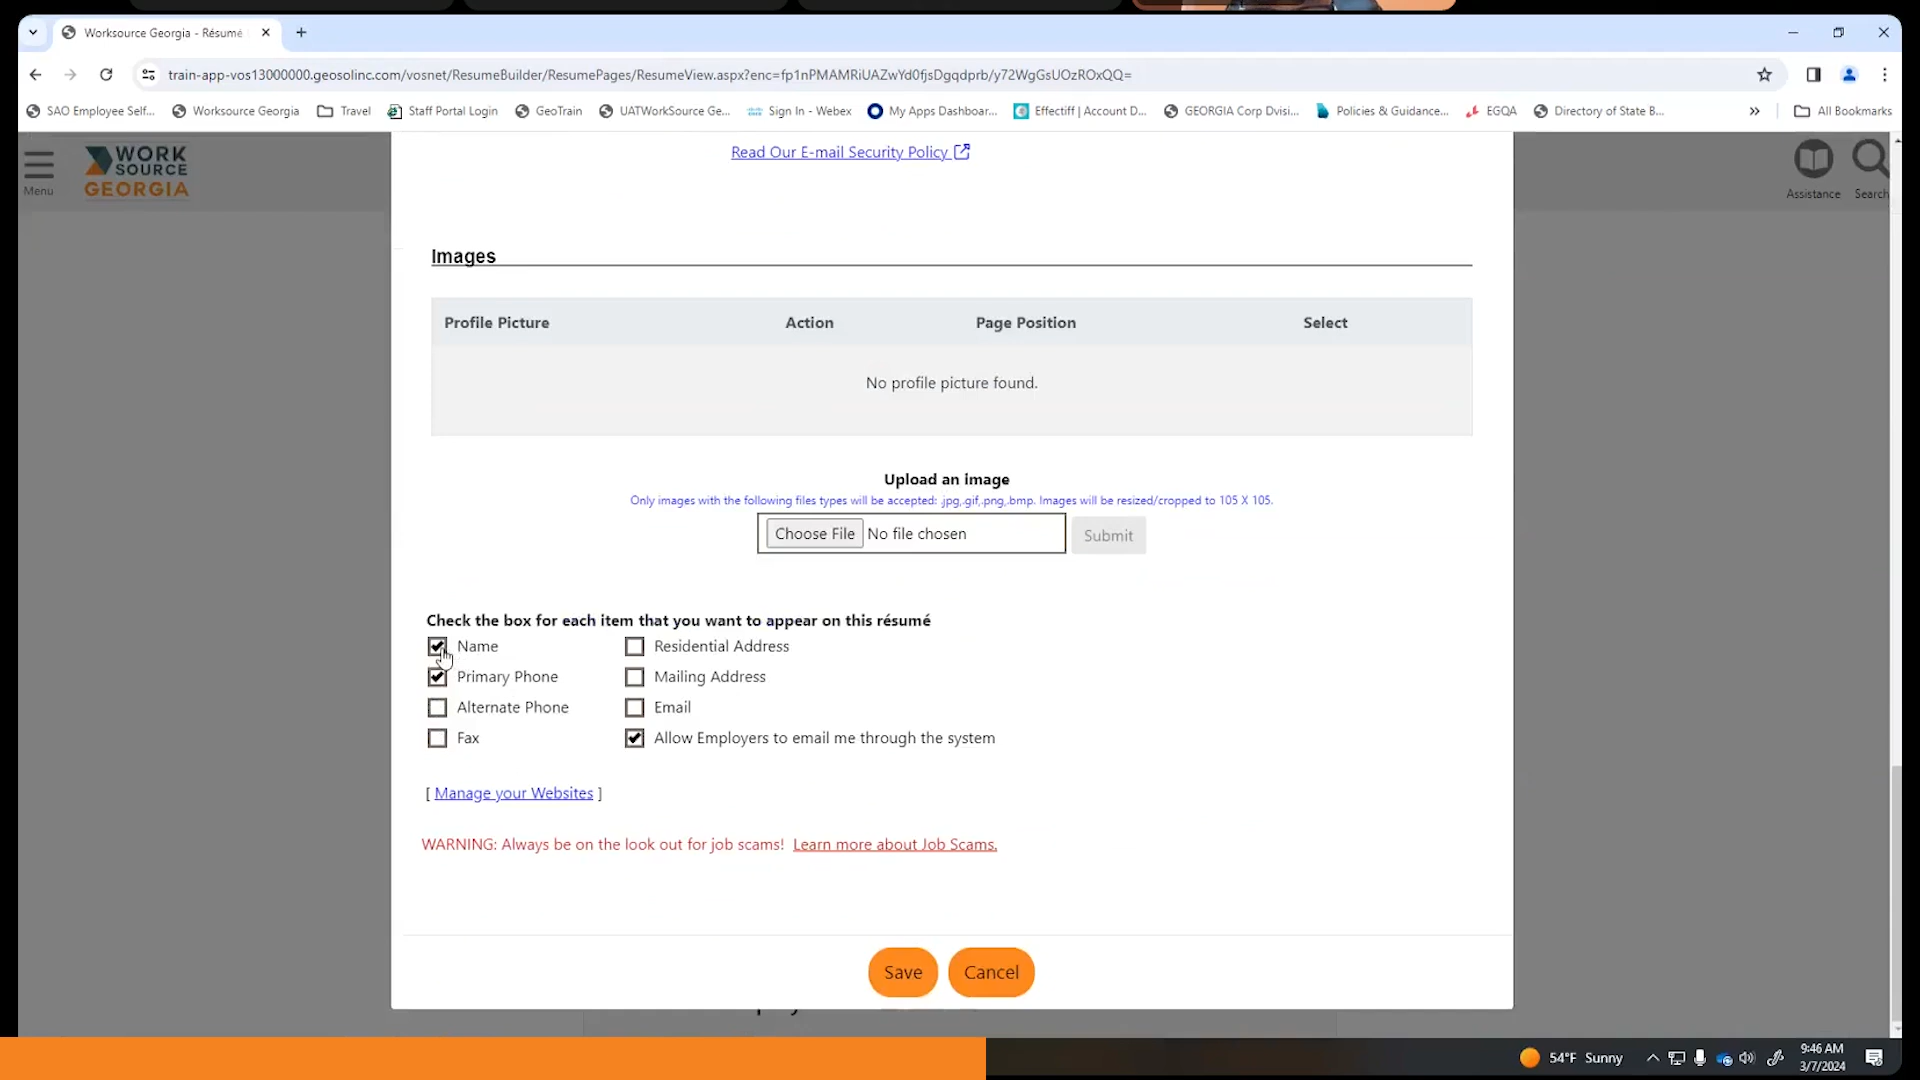 Worksource Georgia - Résumé
train-app-vos13000000.geosolinc.com/vosnet/ResumeBuilder/ResumePages/ResumeView.aspx?enc=fp1nPMAMRiUAZwYd0fjsDgqdprb/y72WgGsUOzROxQQ=
SAO Employee Self... Worksource Georgia Travel Staff Portal Login GeoTrain UATWorkSource Ge... Sign In - Webex My Apps Dashboar... Effectiff | Account D... GEORGIA Corp Dvisi... Policies & Guidance... EGQA Directory of State B... » All Bookmarks
Menu
WORK
SOURCE
GEORGIA
Assistance
Search
Read Our E-mail Security Policy
Images
Profile Picture Action Page Position Select
No profile picture found.
Upload an image
Only images with the following files types will be accepted: .jpg,.gif,.png,.bmp. Images will be resized/cropped to 105 X 105.
Choose File No file chosen Submit
Check the box for each item that you want to appear on this résumé
Name Residential Address
Primary Phone Mailing Address
Alternate Phone Email
Fax Allow Employers to email me through the system
[ Manage your Websites ]
WARNING: Always be on the look out for job scams! Learn more about Job Scams.
Save Cancel
54°F Sunny
9:46 AM
3/7/2024